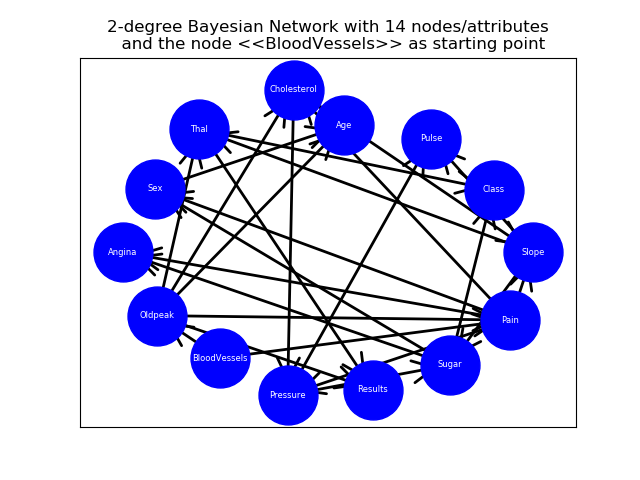 2-degree Bayesian Network with 14 nodes/attributes
and the node <<BloodVessels>> as starting point
Cholesterol
Age
Thal
Pulse
Sex
Class
Angina
Slope
Oldpeak
Pain
BloodVessels
Sugar
Pressure
Results